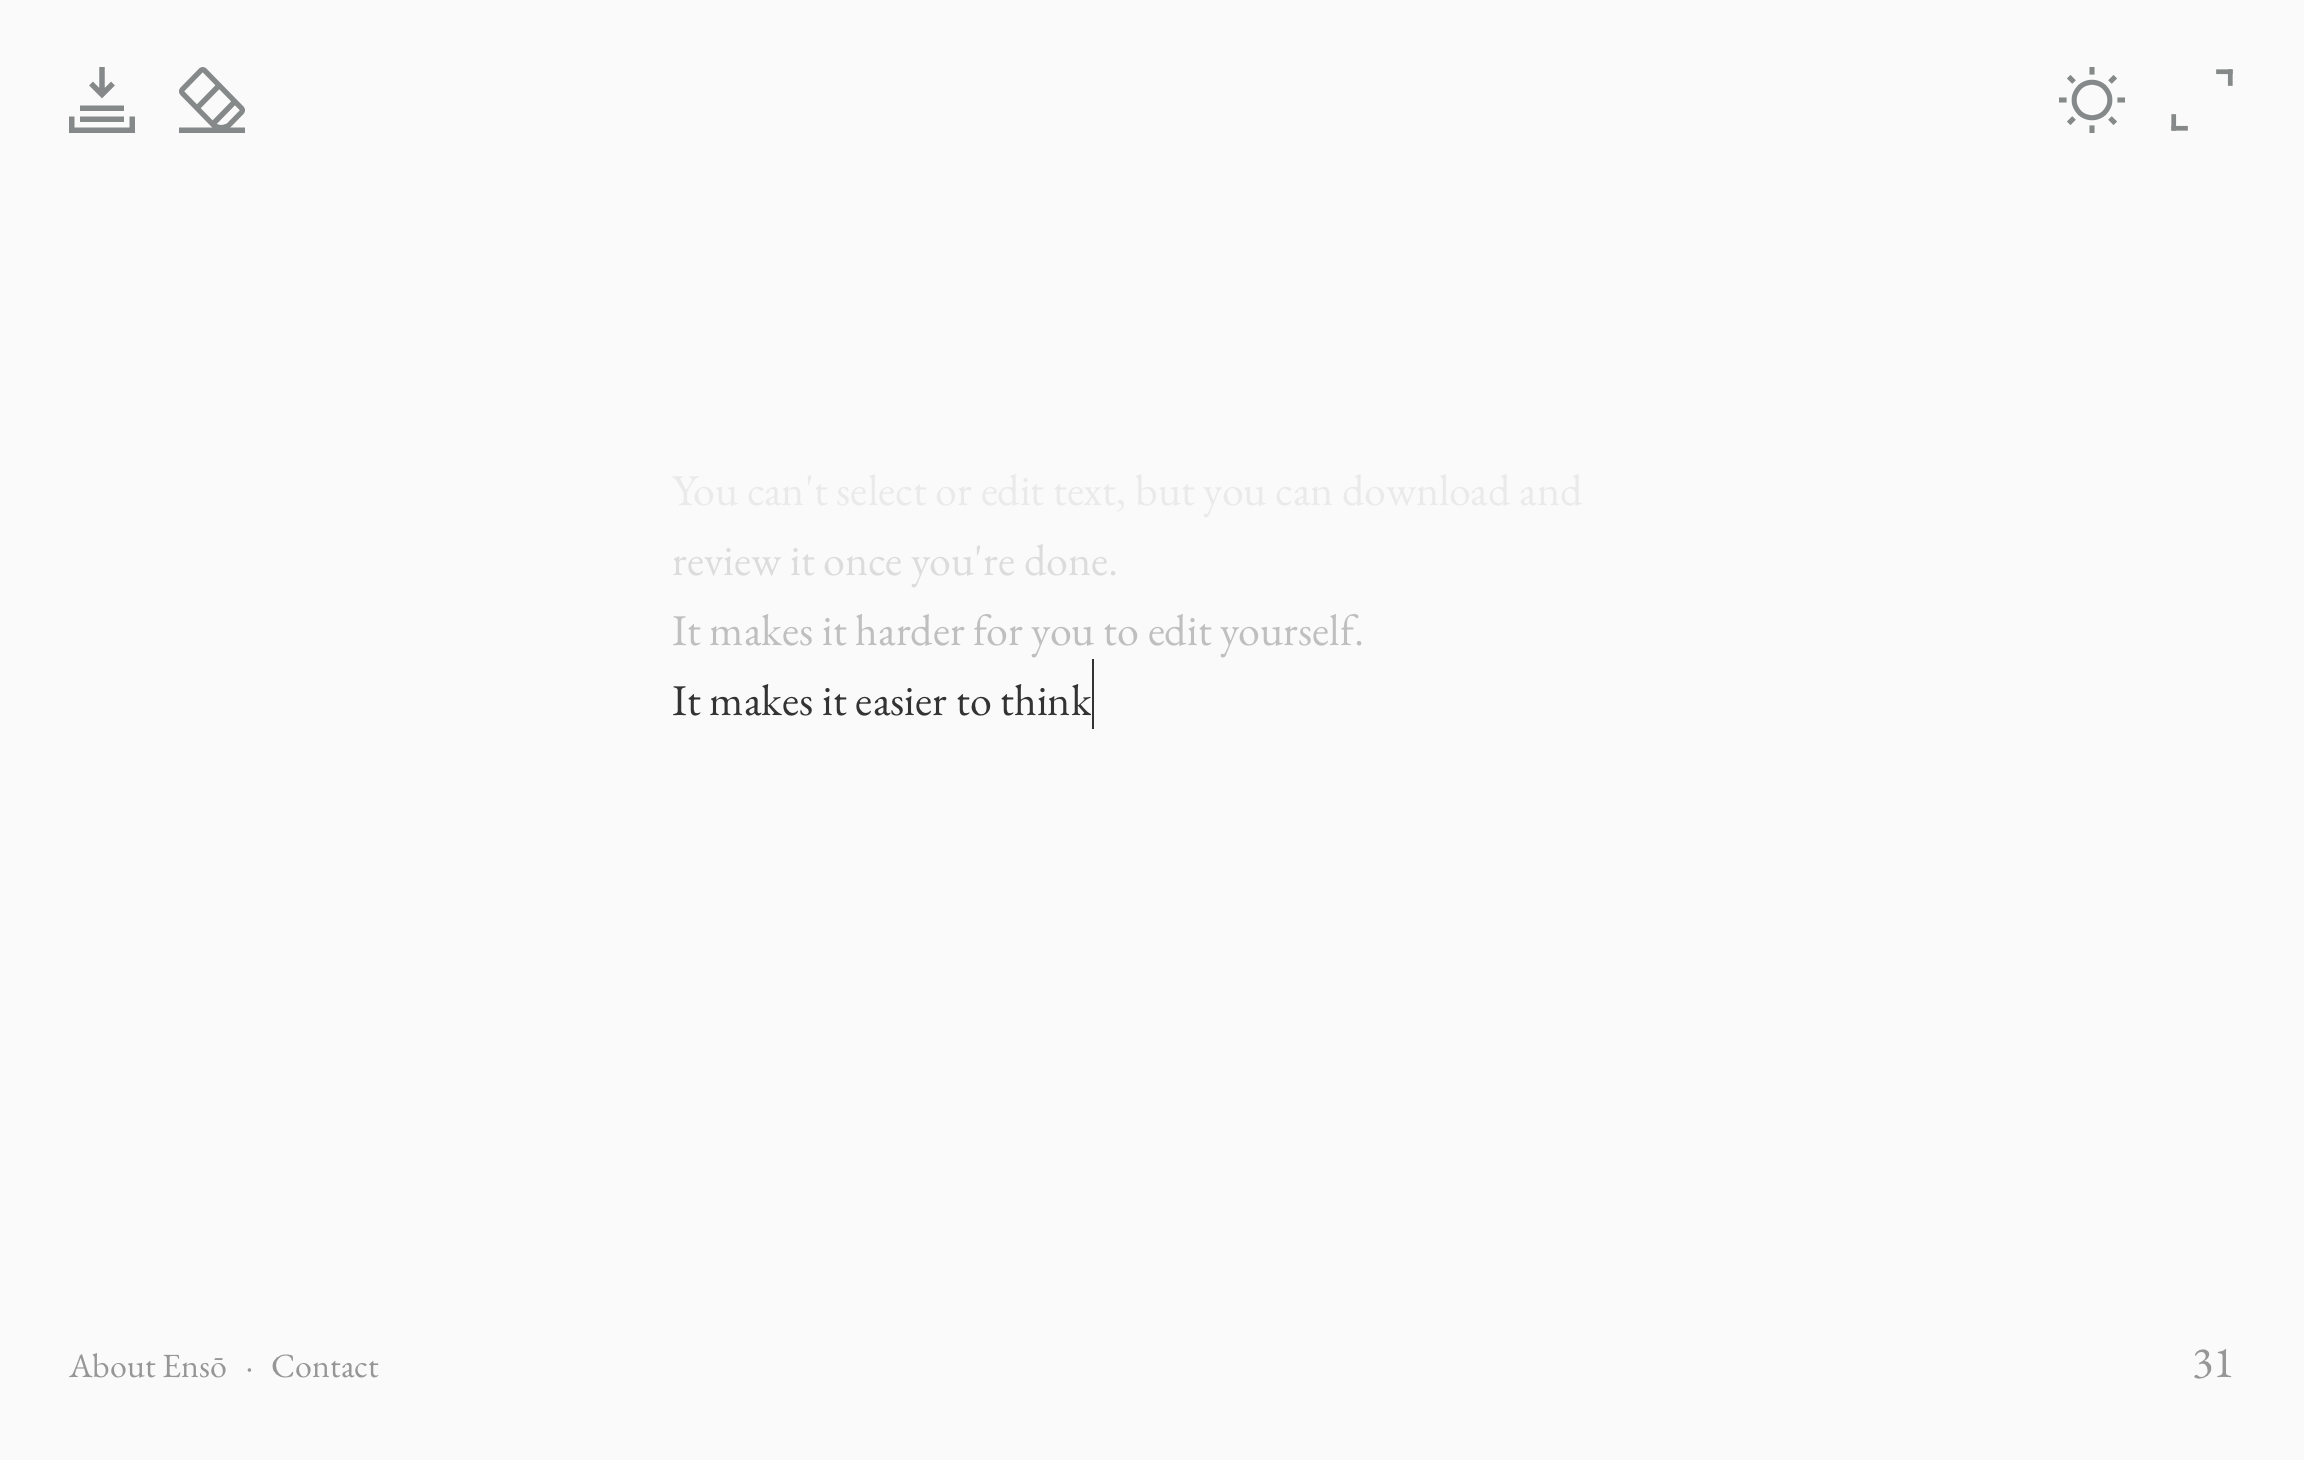 You can't select or edit text, but you can download and
review it once you're done.
It makes it harder for you to edit yourself.
It makes it easier to think
About Ensō · Contact
31